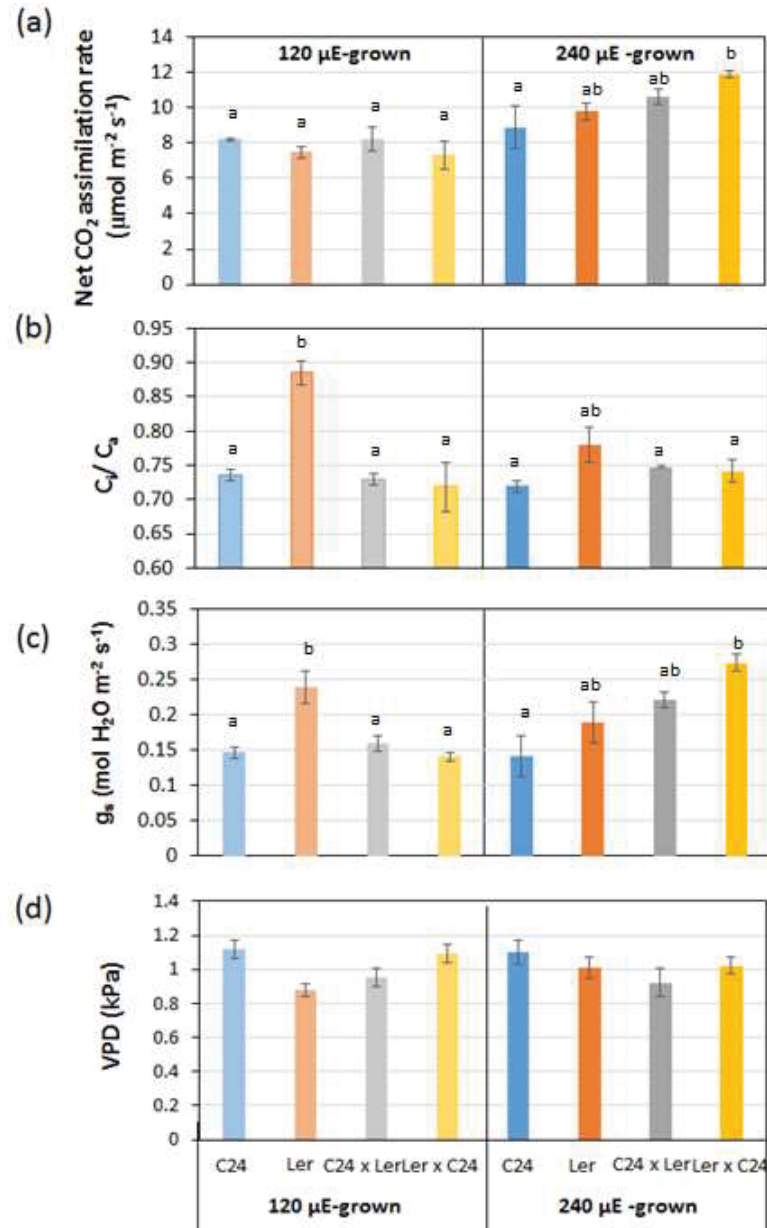 (a)
Net CO₂ assimilation rate
(µmol m⁻² s⁻¹)
14
12
10
8
6
4
2
0
120 µE-grown
240 µE -grown
a a a a a ab ab b
(b)
Cᵢ/ Cₐ
0.95
0.90
0.85
0.80
0.75
0.70
0.65
0.60
a b a a a ab a a
(c)
gₛ (mol H₂O m⁻² s⁻¹)
0.35
0.3
0.25
0.2
0.15
0.1
0.05
0
a b a a a ab ab b
(d)
VPD (kPa)
1.4
1.2
1
0.8
0.6
0.4
0.2
0
C24 Ler C24 x Ler Ler x C24 C24 Ler C24 x Ler Ler x C24
120 µE-grown 240 µE -grown